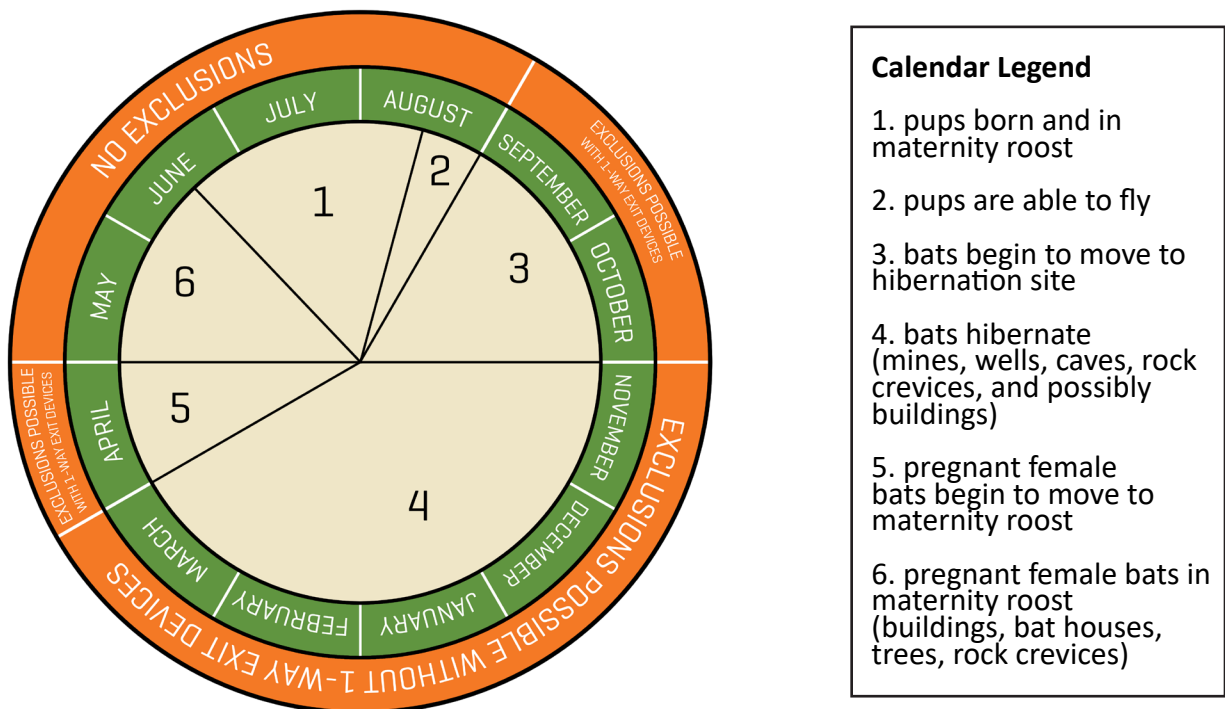 NO EXCLUSIONS
EXCLUSIONS POSSIBLE
WITH 1-WAY EXIT DEVICES
EXCLUSIONS POSSIBLE WITHOUT 1-WAY EXIT DEVICES
EXCLUSIONS POSSIBLE
WITH 1-WAY EXIT DEVICES
JULY
AUGUST
SEPTEMBER
OCTOBER
NOVEMBER
DECEMBER
JANUARY
FEBRUARY
MARCH
APRIL
MAY
JUNE
1
2
3
4
5
6
Calendar Legend
1. pups born and in
maternity roost
2. pups are able to fly
3. bats begin to move to
hibernation site
4. bats hibernate
(mines, wells, caves, rock
crevices, and possibly
buildings)
5. pregnant female
bats begin to move to
maternity roost
6. pregnant female bats in
maternity roost
(buildings, bat houses,
trees, rock crevices)